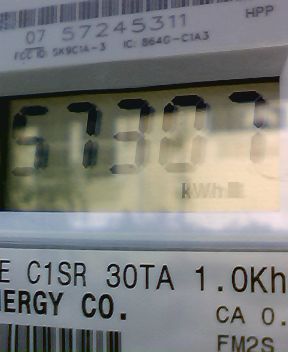 HPP
07 57245311
FCC ID: SK9C1A-3 IC: 864G-C1A3
57307
kWh
E C1SR 30TA 1.0Kh
ERGY CO.
CA 0.
FM2S